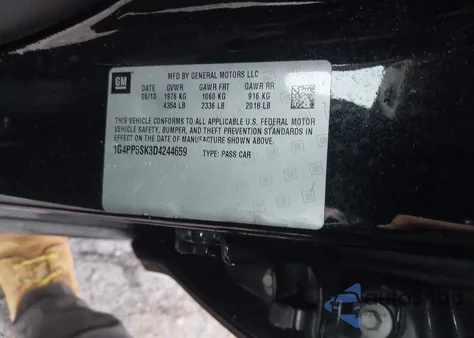 GM
MFD BY GENERAL MOTORS LLC
DATE GVWR GAWR FRT GAWR RR
06/13 1976 KG 1060 KG 916 KG
4354 LB 2336 LB 2018 LB
THIS VEHICLE CONFORMS TO ALL APPLICABLE U.S. FEDERAL MOTOR
VEHICLE SAFETY, BUMPER, AND THEFT PREVENTION STANDARDS IN
EFFECT ON THE DATE OF MANUFACTURE SHOWN ABOVE.
1G4PP5SK3D4244659 TYPE: PASS CAR